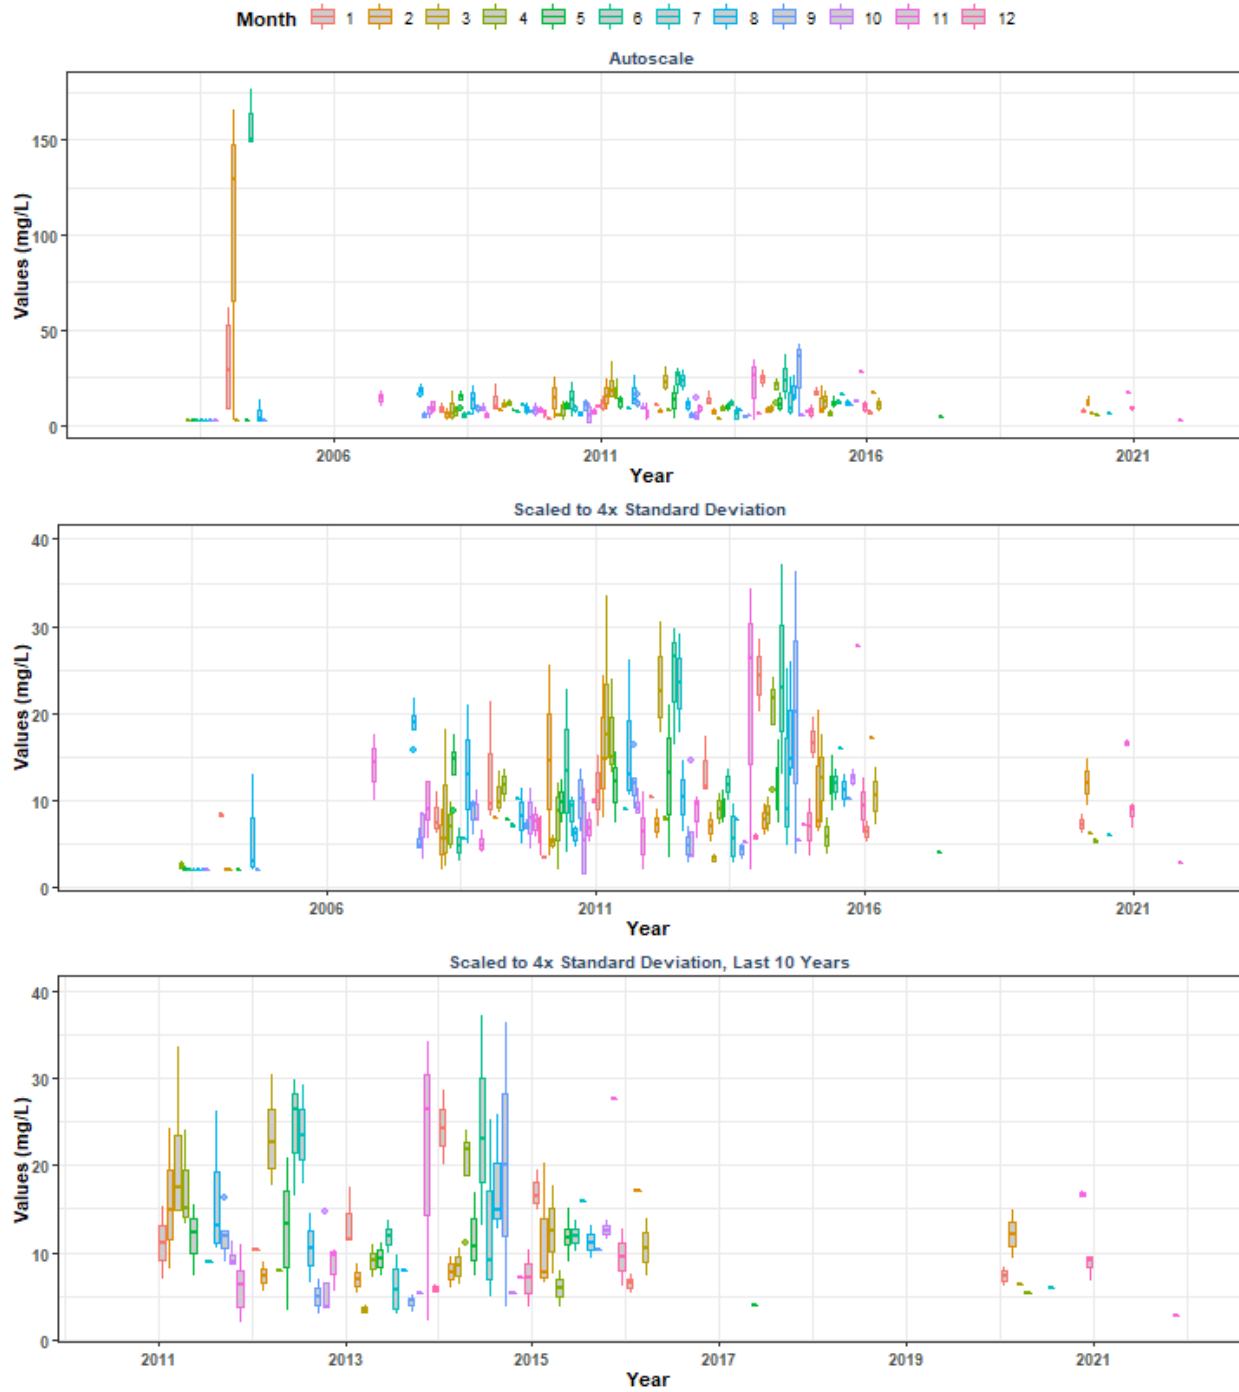 Month 1 2 3 4 5 6 7 8 9 10 11 12
Autoscale
Values (mg/L)
150
100
50
0
2006 2011 2016 2021
Year
Scaled to 4x Standard Deviation
Values (mg/L)
40
30
20
10
0
2006 2011 2016 2021
Year
Scaled to 4x Standard Deviation, Last 10 Years
Values (mg/L)
40
30
20
10
0
2011 2013 2015 2017 2019 2021
Year